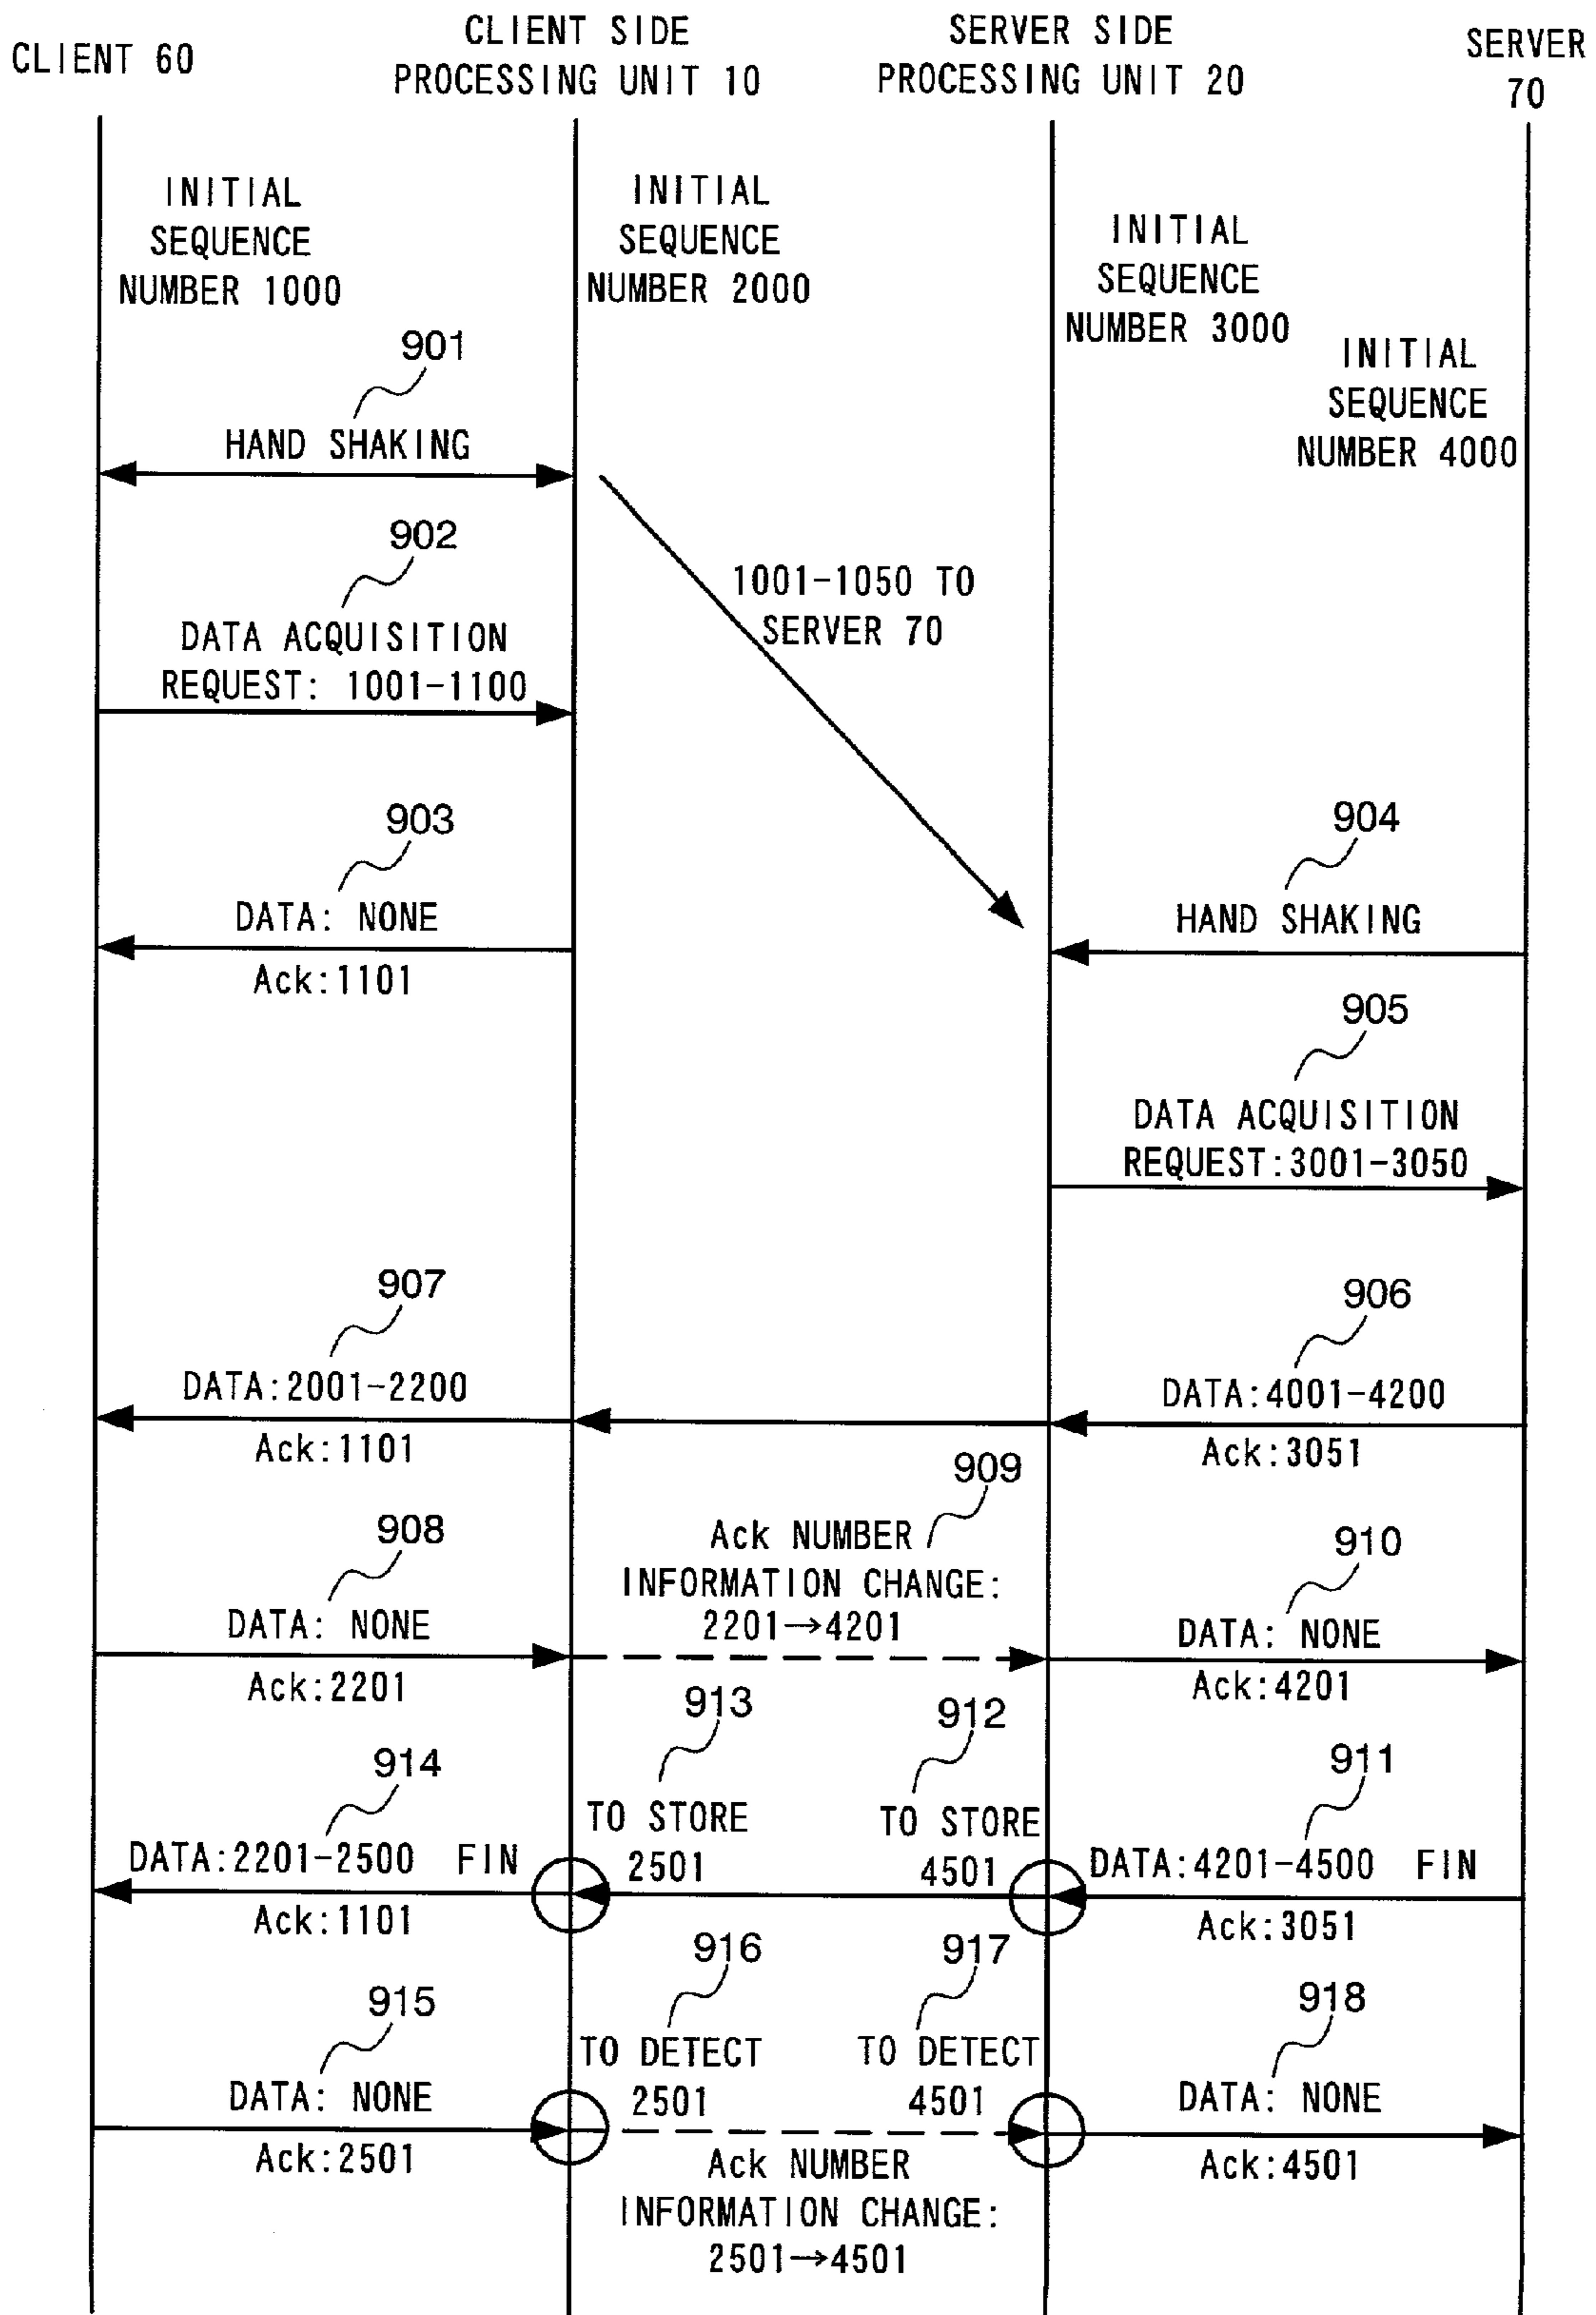 CLIENT 60
CLIENT SIDE
PROCESSING UNIT 10
SERVER SIDE
PROCESSING UNIT 20
SERVER
70
INITIAL
SEQUENCE
NUMBER 1000
INITIAL
SEQUENCE
NUMBER 2000
INITIAL
SEQUENCE
NUMBER 3000
INITIAL
SEQUENCE
NUMBER 4000
901
HAND SHAKING
902
DATA ACQUISITION
REQUEST: 1001-1100
1001-1050 TO
SERVER 70
903
DATA: NONE
Ack:1101
904
HAND SHAKING
905
DATA ACQUISITION
REQUEST:3001-3050
907
DATA:2001-2200
Ack:1101
906
DATA:4001-4200
Ack:3051
908
DATA: NONE
Ack:2201
909
Ack NUMBER
INFORMATION CHANGE:
2201→4201
910
DATA: NONE
Ack:4201
914
DATA:2201-2500 FIN
Ack:1101
913
TO STORE
2501
912
TO STORE
4501
911
DATA:4201-4500 FIN
Ack:3051
915
DATA: NONE
Ack:2501
916
TO DETECT
2501
917
TO DETECT
4501
Ack NUMBER
INFORMATION CHANGE:
2501→4501
918
DATA: NONE
Ack:4501